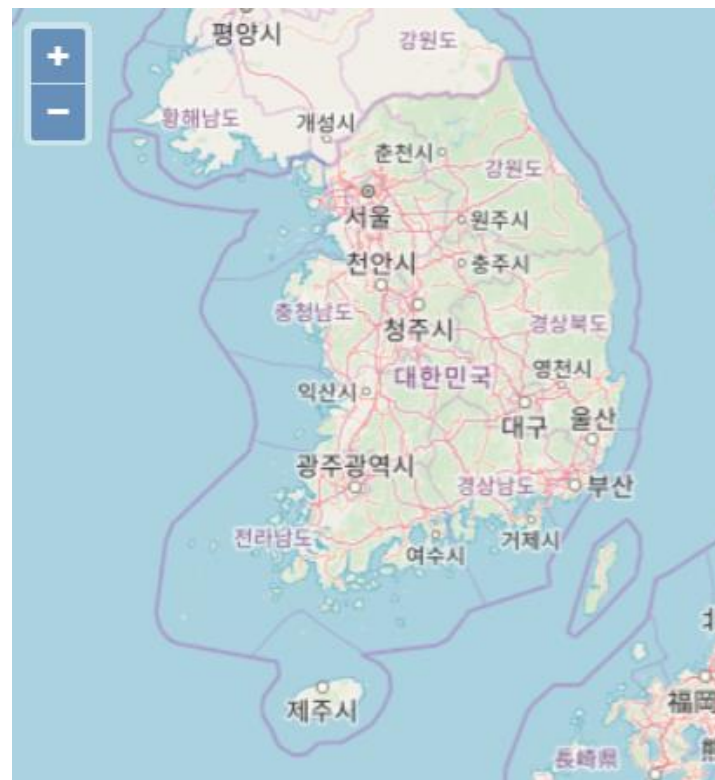 +
−
평양시
강원도
황해남도
개성시
춘천시
강원도
서울
원주시
천안시
충주시
충청남도
청주시
경상북도
대한민국
영천시
익산시
대구
울산
광주광역시
경상남도
부산
전라남도
여수시
거제시
제주시
北
福岡
熊
長崎県